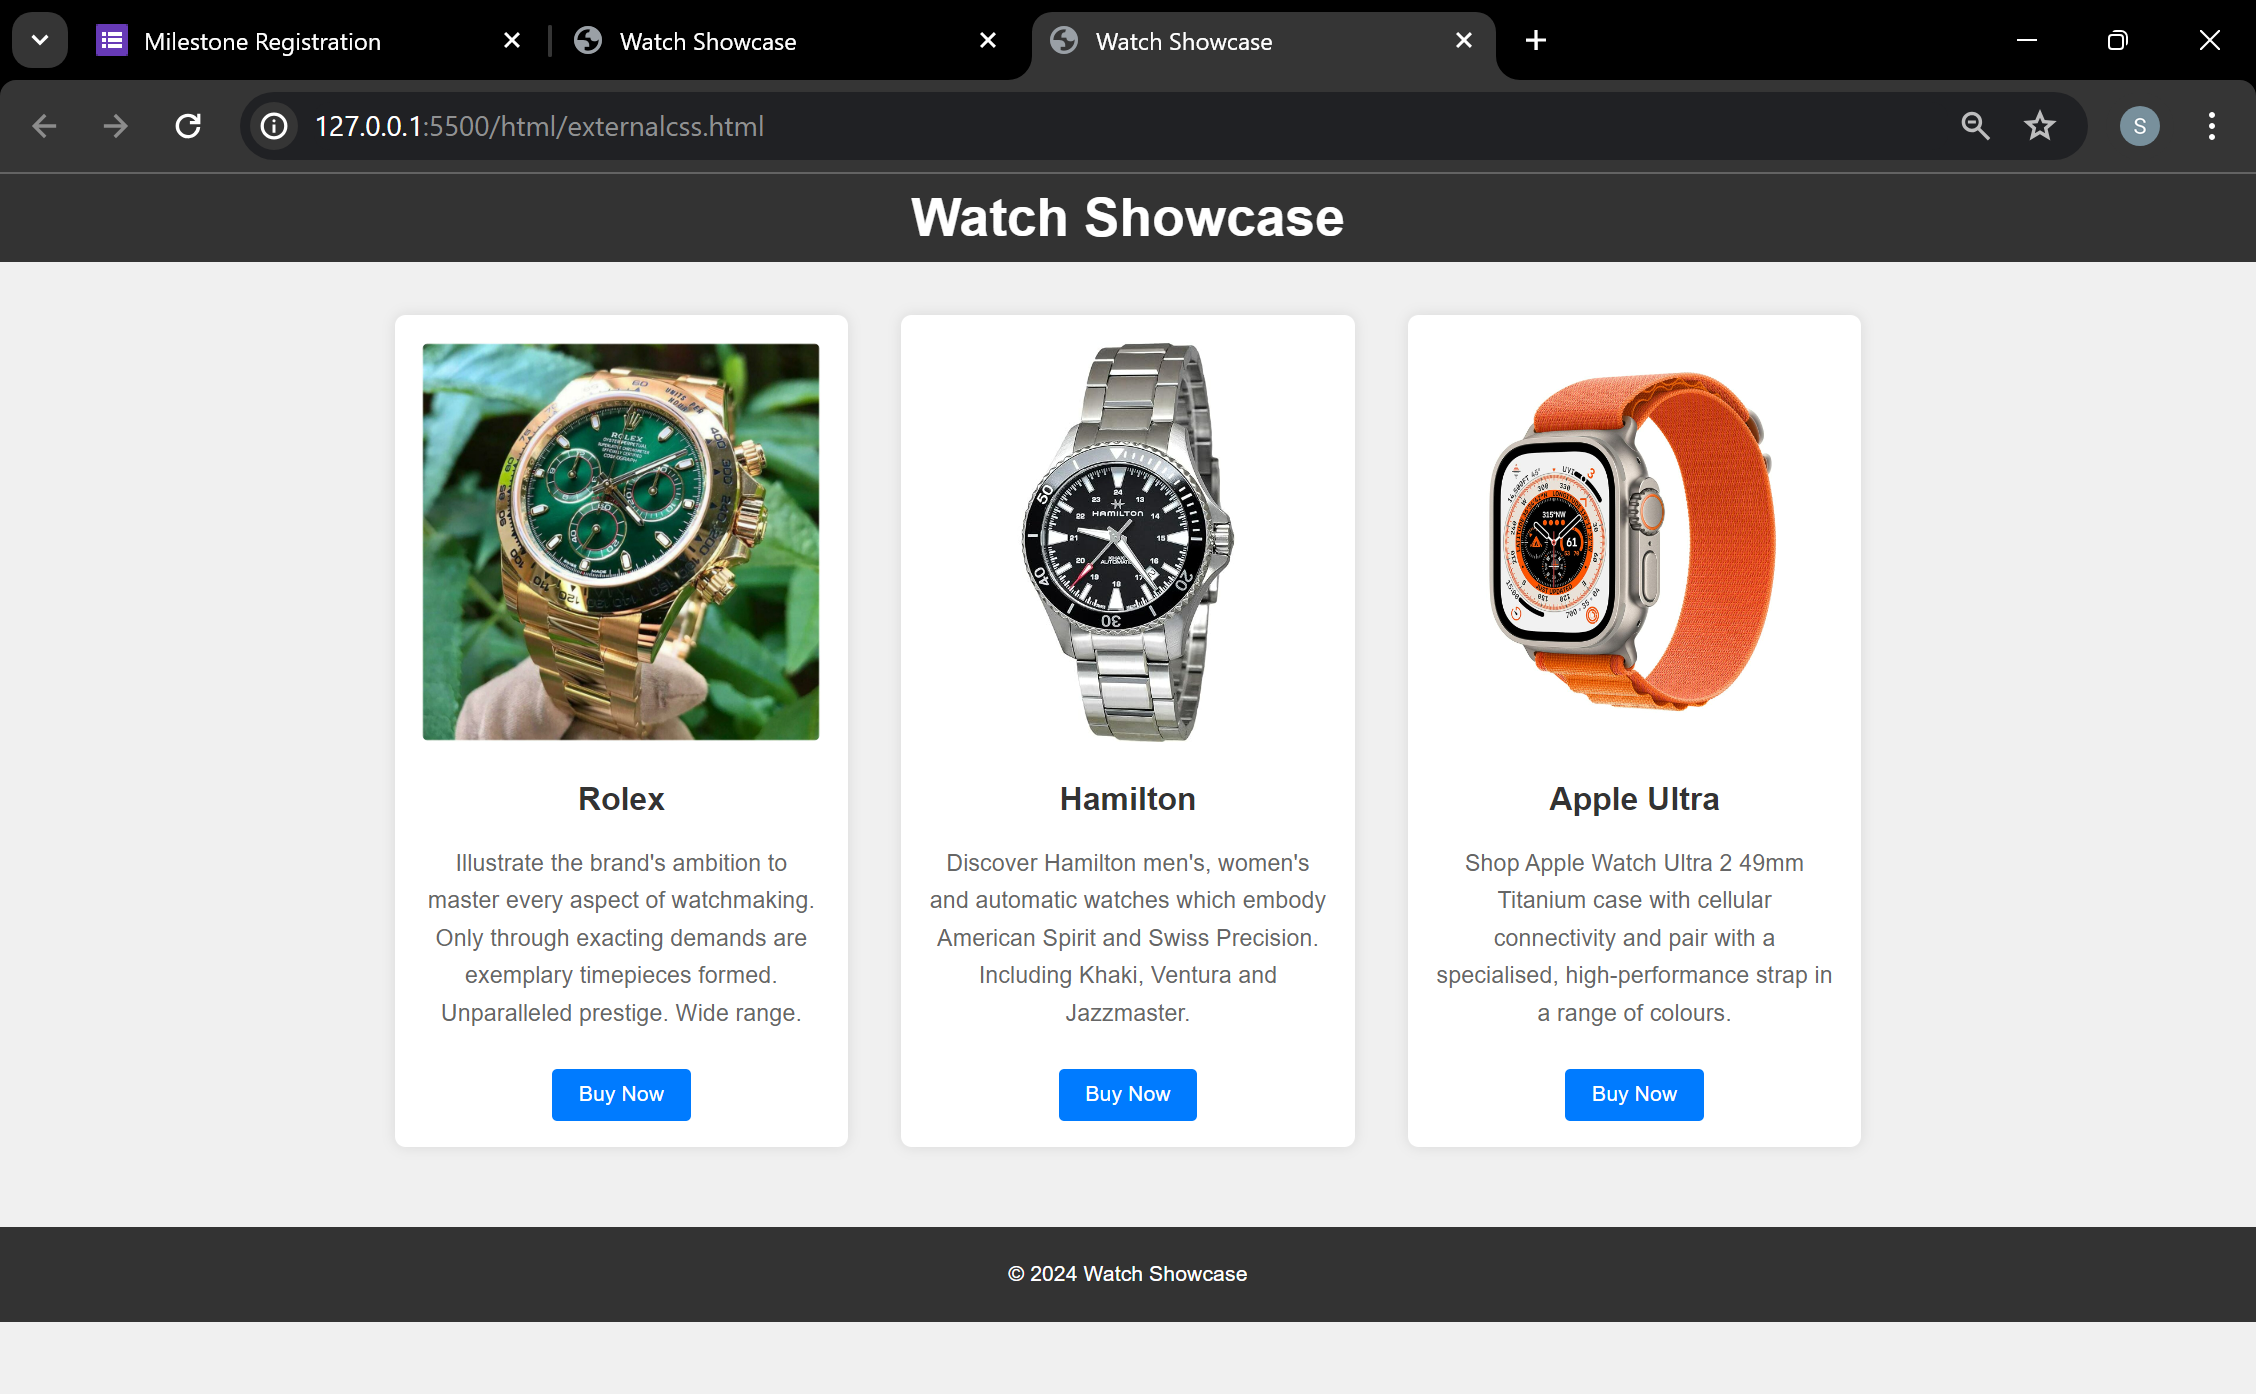 Milestone Registration
Watch Showcase
Watch Showcase
127.0.0.1:5500/html/externalcss.html
S
Watch Showcase
ROLEX
HAMILTON
Rolex
Illustrate the brand's ambition to
master every aspect of watchmaking.
Only through exacting demands are
exemplary timepieces formed.
Unparalleled prestige. Wide range.
Buy Now
Hamilton
Discover Hamilton men's, women's
and automatic watches which embody
American Spirit and Swiss Precision.
Including Khaki, Ventura and
Jazzmaster.
Buy Now
Apple Ultra
Shop Apple Watch Ultra 2 49mm
Titanium case with cellular
connectivity and pair with a
specialised, high-performance strap in
a range of colours.
Buy Now
© 2024 Watch Showcase